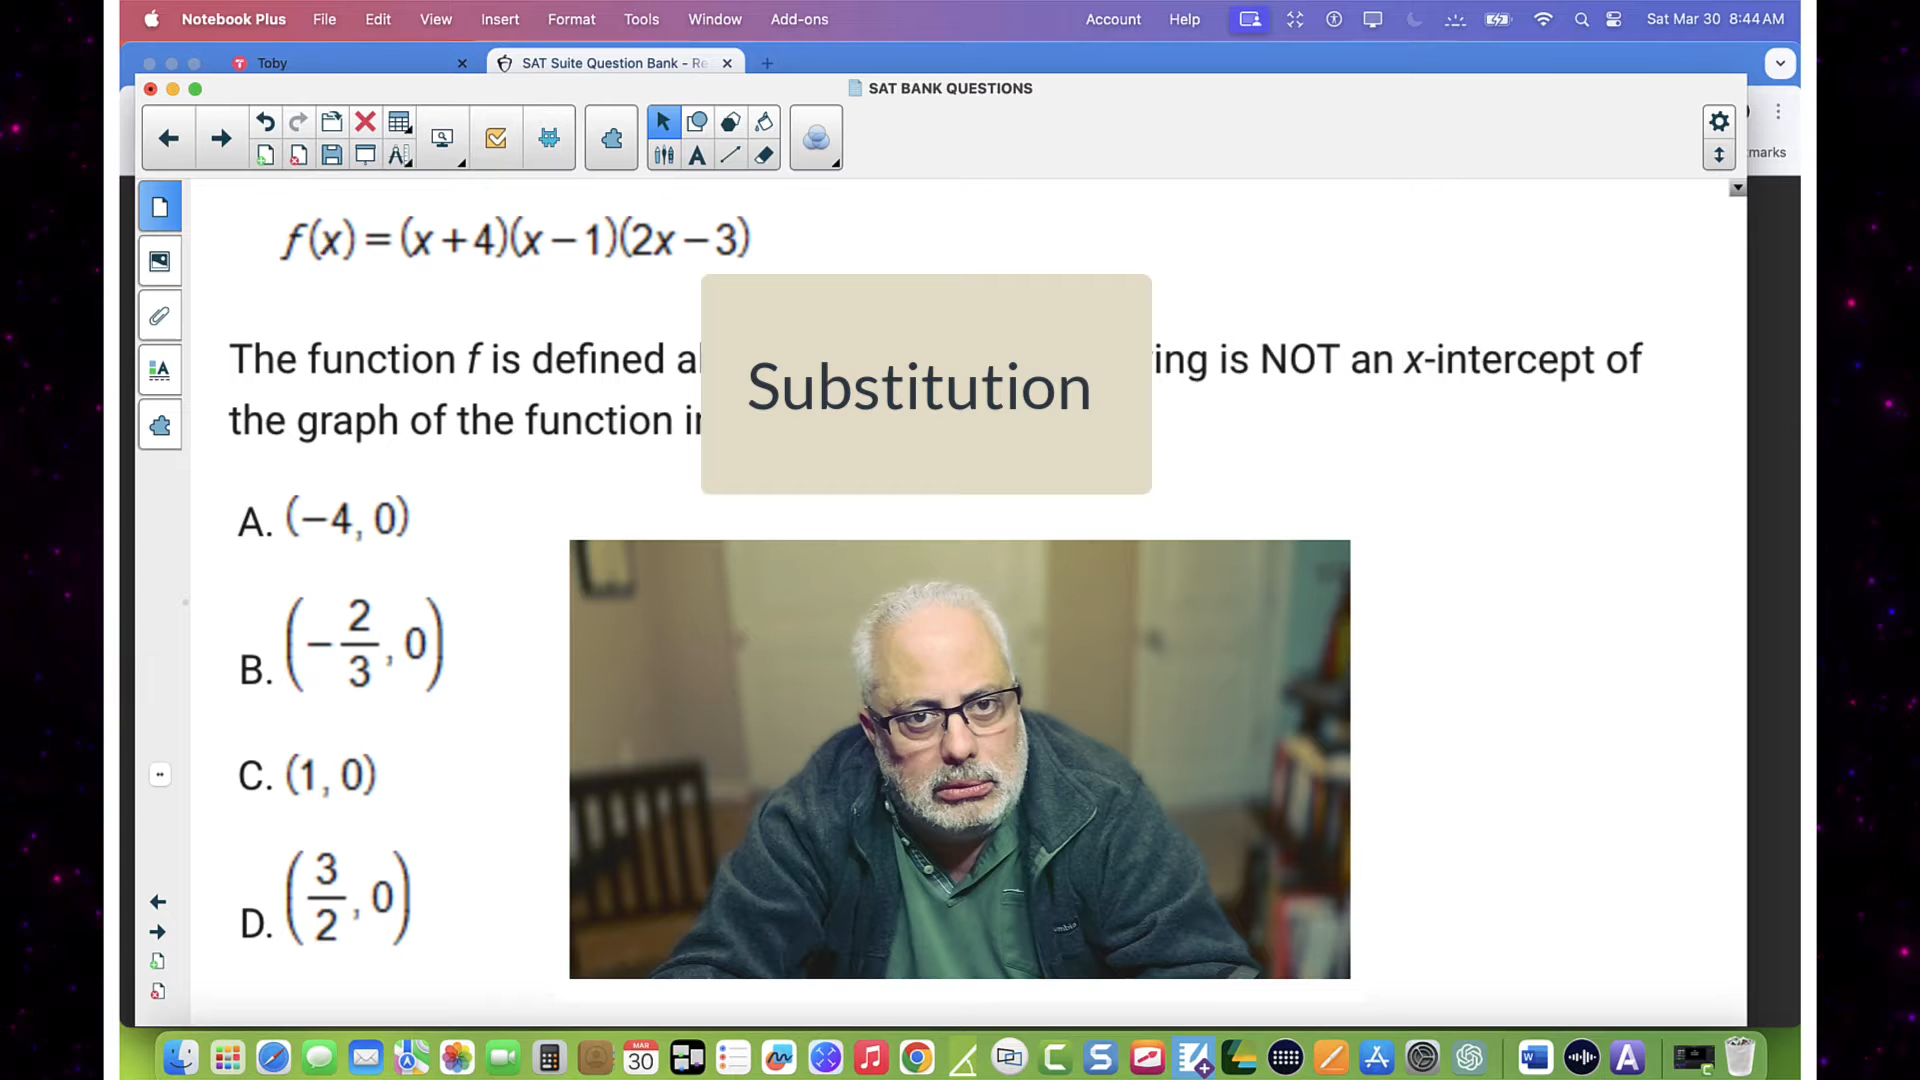 Notebook Plus File Edit View Insert Format Tools Window Add-ons Account Help Sat Mar 30 8:44 AM
Toby SAT Suite Question Bank - Re
SAT BANK QUESTIONS
marks
f(x) = (x + 4)(x − 1)(2x − 3)
The function f is defined a ing is NOT an x-intercept of
the graph of the function
Substitution
A. (−4, 0)
B. (−2/3, 0)
C. (1, 0)
D. (3/2, 0)
MAR
30